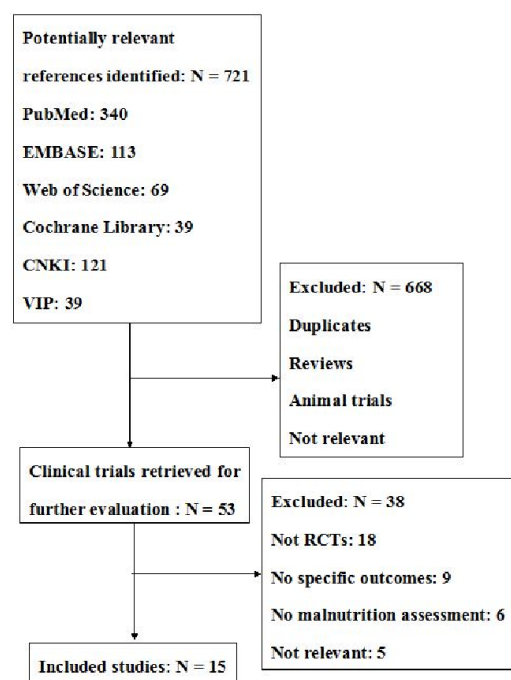 Potentially relevant
references identified: N = 721
PubMed: 340
EMBASE: 113
Web of Science: 69
Cochrane Library: 39
CNKI: 121
VIP: 39
Excluded: N = 668
Duplicates
Reviews
Animal trials
Not relevant
Clinical trials retrieved for
further evaluation : N = 53
Excluded: N = 38
Not RCTs: 18
No specific outcomes: 9
No malnutrition assessment: 6
Not relevant: 5
Included studies: N = 15